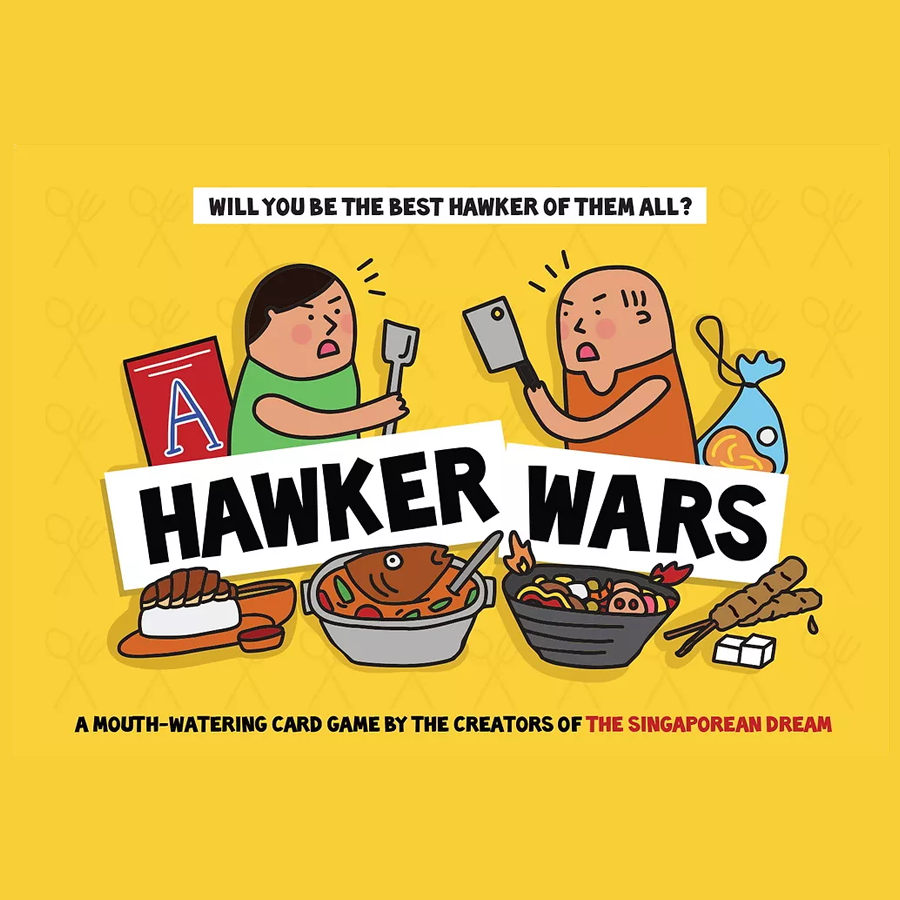 WILL YOU BE THE BEST HAWKER OF THEM ALL?
A
HAWKER WARS
A MOUTH-WATERING CARD GAME BY THE CREATORS OF THE SINGAPOREAN DREAM